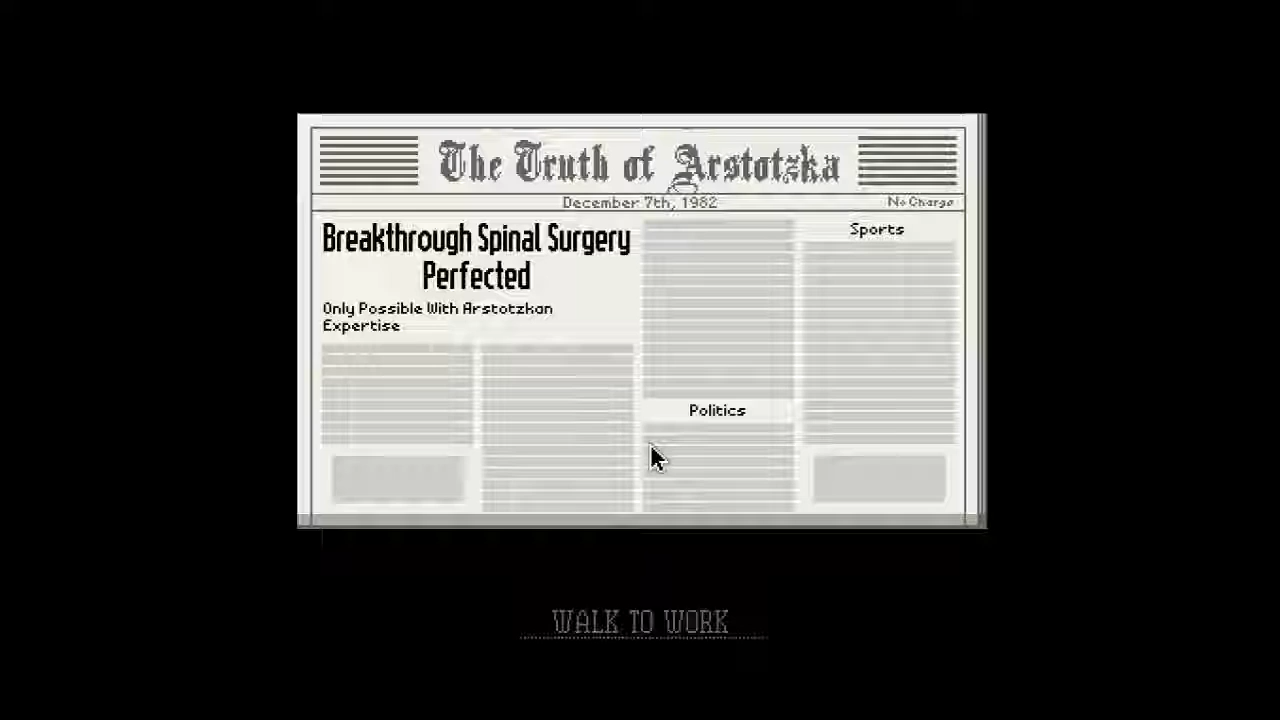 The Truth of Arstotzka
December 7th, 1982
No Charge
Breakthrough Spinal Surgery
Perfected
Only Possible With Arstotzkan
Expertise
Sports
Politics
WALK TO WORK